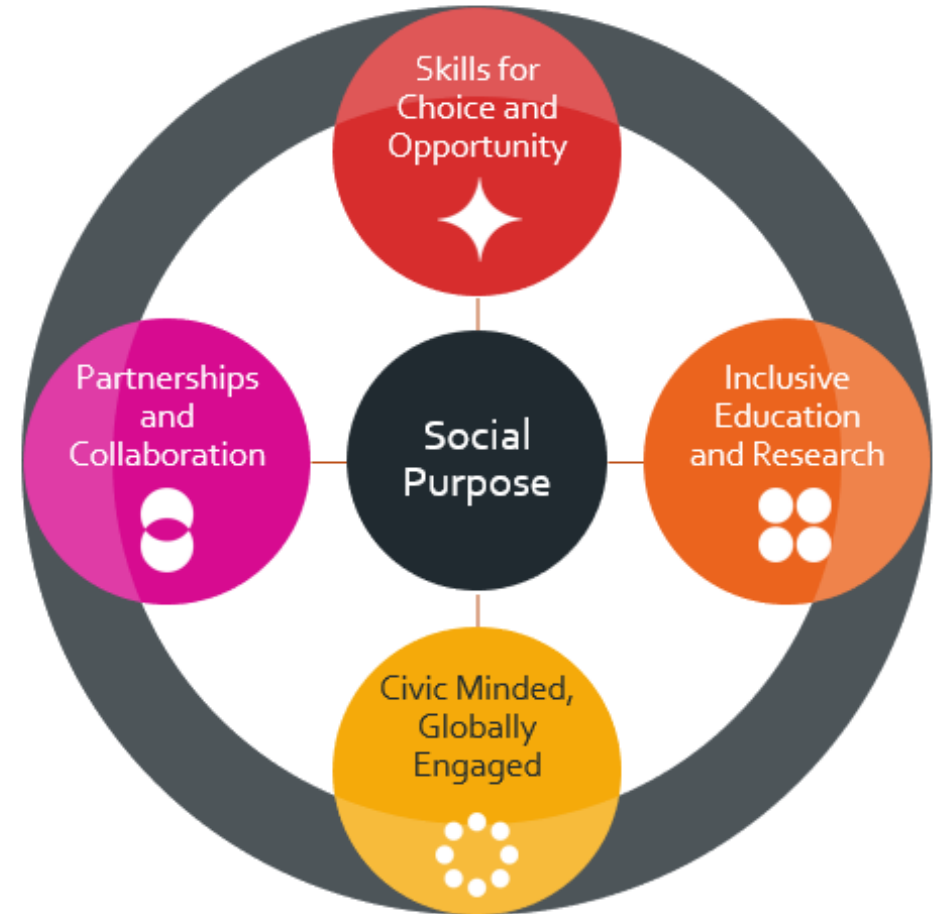 Skills for
Choice and
Opportunity
Partnerships
and
Collaboration
Social
Purpose
Inclusive
Education
and Research
Civic Minded,
Globally
Engaged